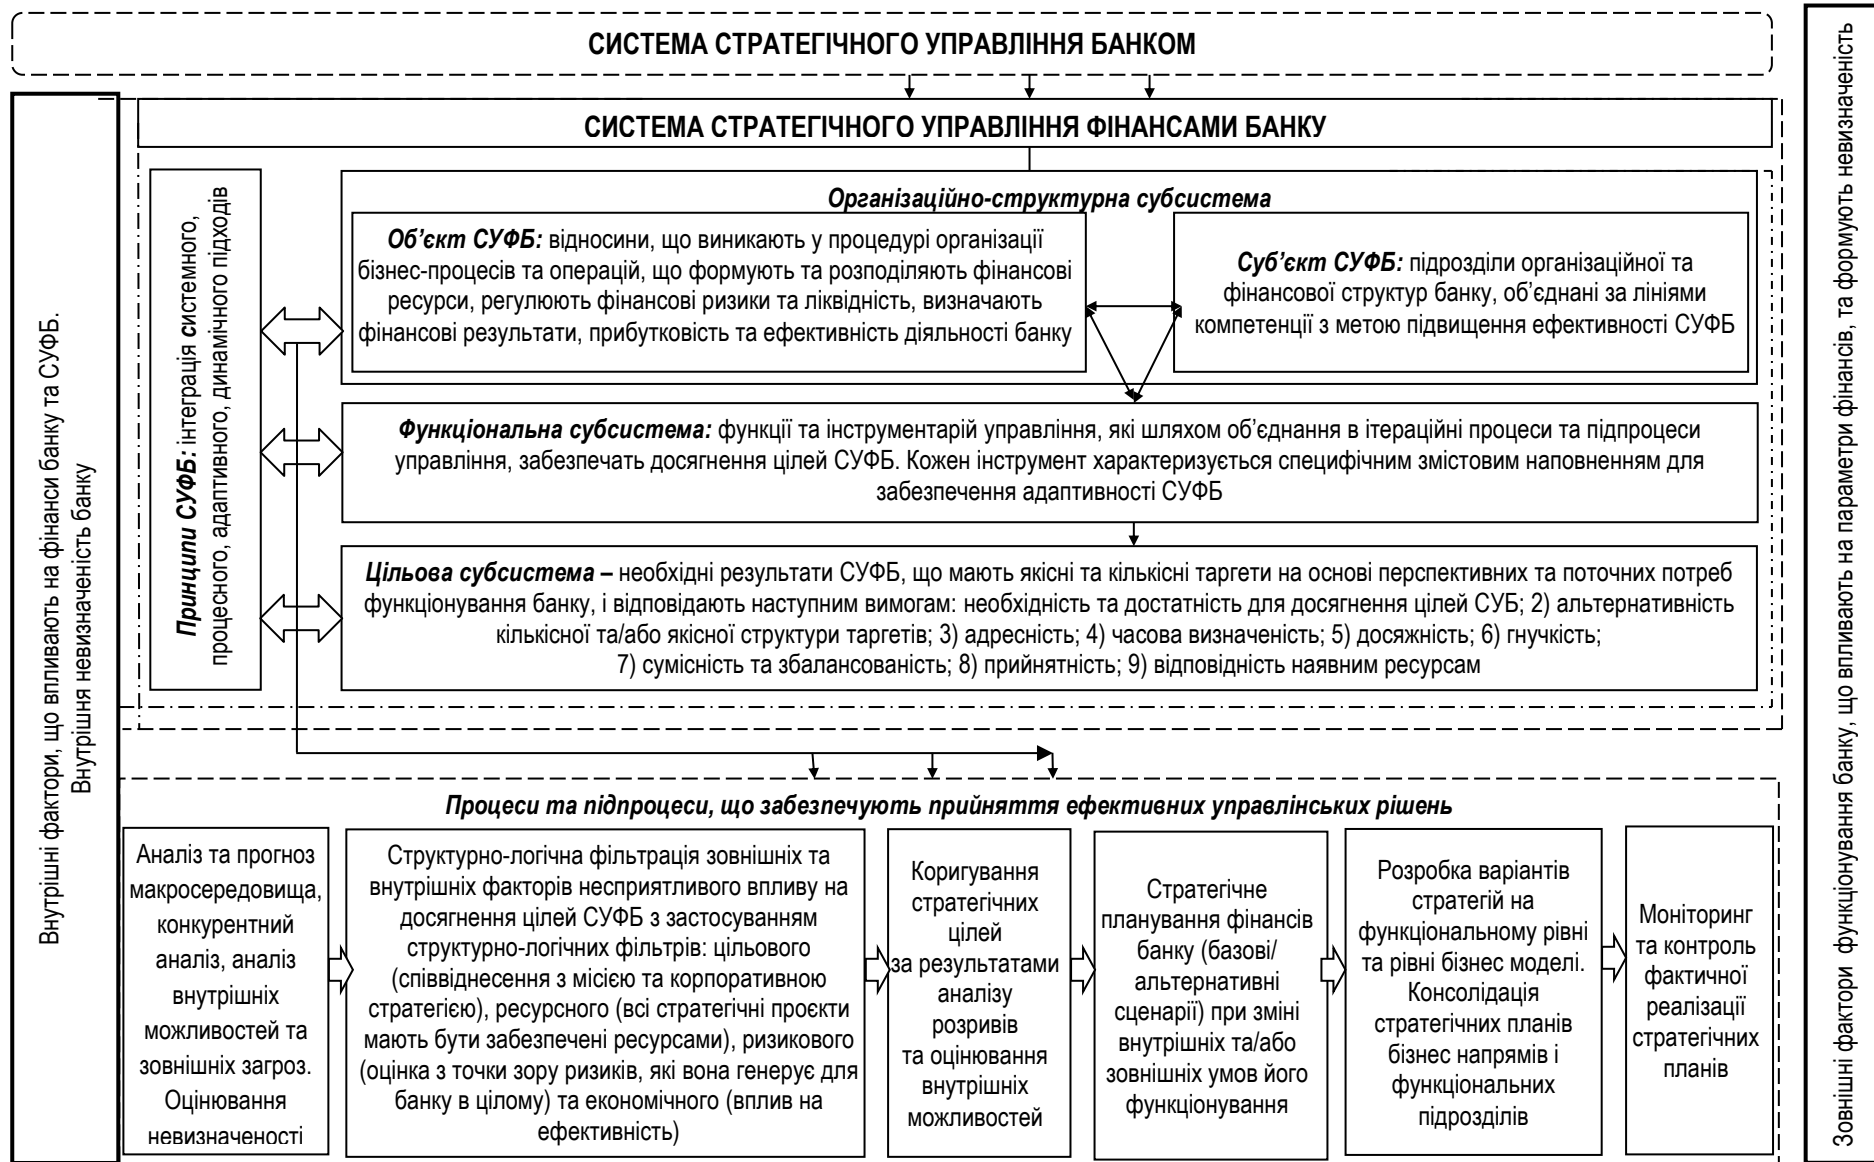 СИСТЕМА СТРАТЕГІЧНОГО УПРАВЛІННЯ БАНКОМ
СИСТЕМА СТРАТЕГІЧНОГО УПРАВЛІННЯ ФІНАНСАМИ БАНКУ
Внутрішні фактори, що впливають на фінанси банку та СУФБ.
Внутрішня невизначеність банку
Принципи СУФБ: інтеграція системного,
процесного, адаптивного, динамічного підходів
Організаційно-структурна субсистема
Об’єкт СУФБ: відносини, що виникають у процедурі організації
бізнес-процесів та операцій, що формують та розподіляють фінансові
ресурси, регулюють фінансові ризики та ліквідність, визначають
фінансові результати, прибутковість та ефективність діяльності банку
Суб’єкт СУФБ: підрозділи організаційної та
фінансової структур банку, об’єднані за лініями
компетенції з метою підвищення ефективності СУФБ
Функціональна субсистема: функції та інструментарій управління, які шляхом об’єднання в ітераційні процеси та підпроцеси
управління, забезпечать досягнення цілей СУФБ. Кожен інструмент характеризується специфічним змістовим наповненням для
забезпечення адаптивності СУФБ
Цільова субсистема – необхідні результати СУФБ, що мають якісні та кількісні таргети на основі перспективних та поточних потреб
функціонування банку, і відповідають наступним вимогам: необхідність та достатність для досягнення цілей СУБ; 2) альтернативність
кількісної та/або якісної структури таргетів; 3) адресність; 4) часова визначеність; 5) досяжність; 6) гнучкість;
7) сумісність та збалансованість; 8) прийнятність; 9) відповідність наявним ресурсам
Процеси та підпроцеси, що забезпечують прийняття ефективних управлінських рішень
Аналіз та прогноз
макросередовища,
конкурентний
аналіз, аналіз
внутрішніх
можливостей та
зовнішніх загроз.
Оцінювання
невизначеності
Структурно-логічна фільтрація зовнішніх та
внутрішніх факторів несприятливого впливу на
досягнення цілей СУФБ з застосуванням
структурно-логічних фільтрів: цільового
(співвіднесення з місією та корпоративною
стратегією), ресурсного (всі стратегічні проєкти
мають бути забезпечені ресурсами), ризикового
(оцінка з точки зору ризиків, які вона генерує для
банку в цілому) та економічного (вплив на
ефективність)
Коригування
стратегічних
цілей
за результатами
аналізу
розривів
та оцінювання
внутрішніх
можливостей
Стратегічне
планування фінансів
банку (базові/
альтернативні
сценарії) при зміні
внутрішніх та/або
зовнішніх умов його
функціонування
Розробка варіантів
стратегій на
функціональному рівні
та рівні бізнес моделі.
Консолідація
стратегічних планів
бізнес напрямів і
функціональних
підрозділів
Моніторинг
та контроль
фактичної
реалізації
стратегічних
планів
Зовнішні фактори функціонування банку, що впливають на параметри фінансів, та формують невизначеність